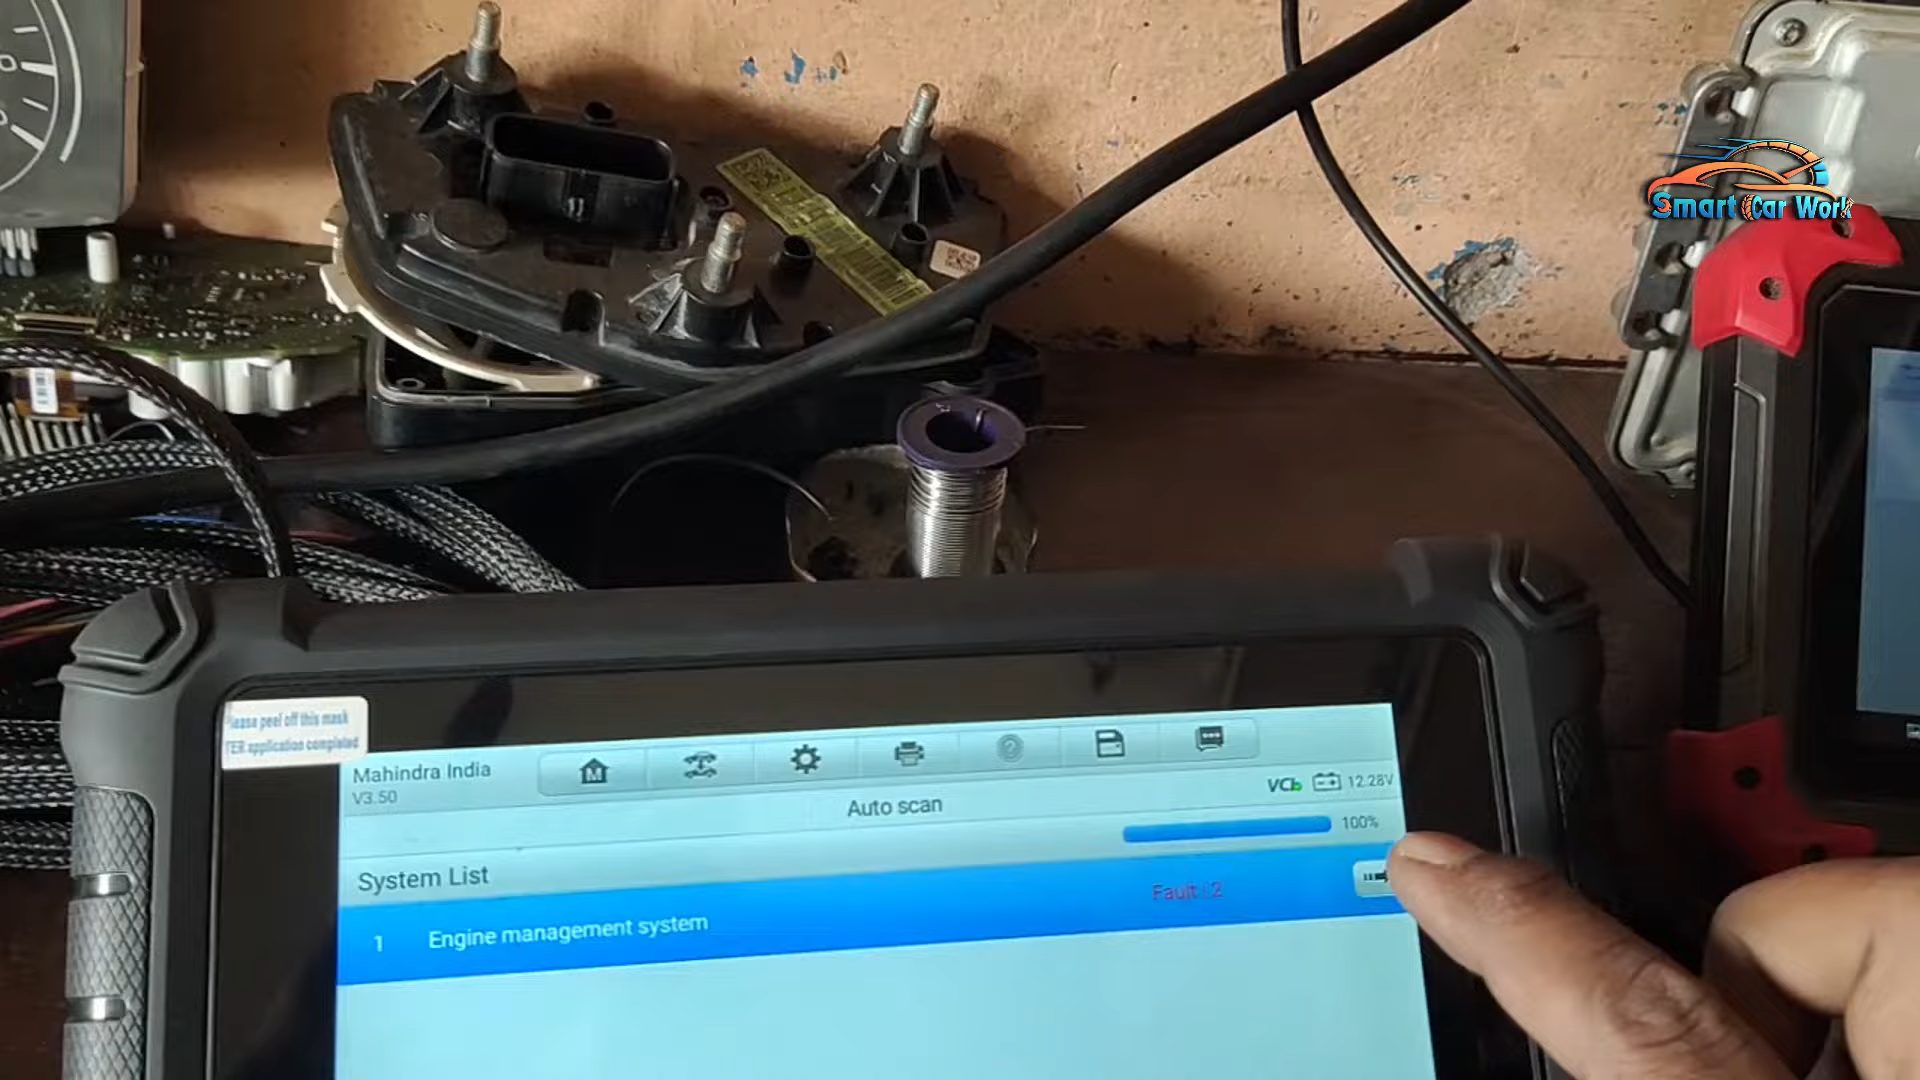 Smart Car Work
Please peel off this mask
TER application completed
Mahindra India
V3.50
M
?
VCI
12.28V
Auto scan
100%
System List
Fault : 2
1 Engine management system